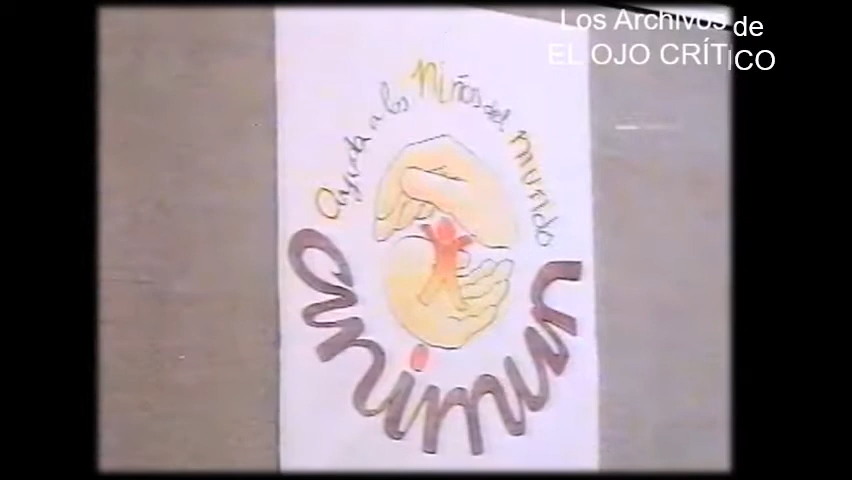 Los Archivos de
EL OJO CRÍTICO
Ayuda a los Niños del mundo
animun